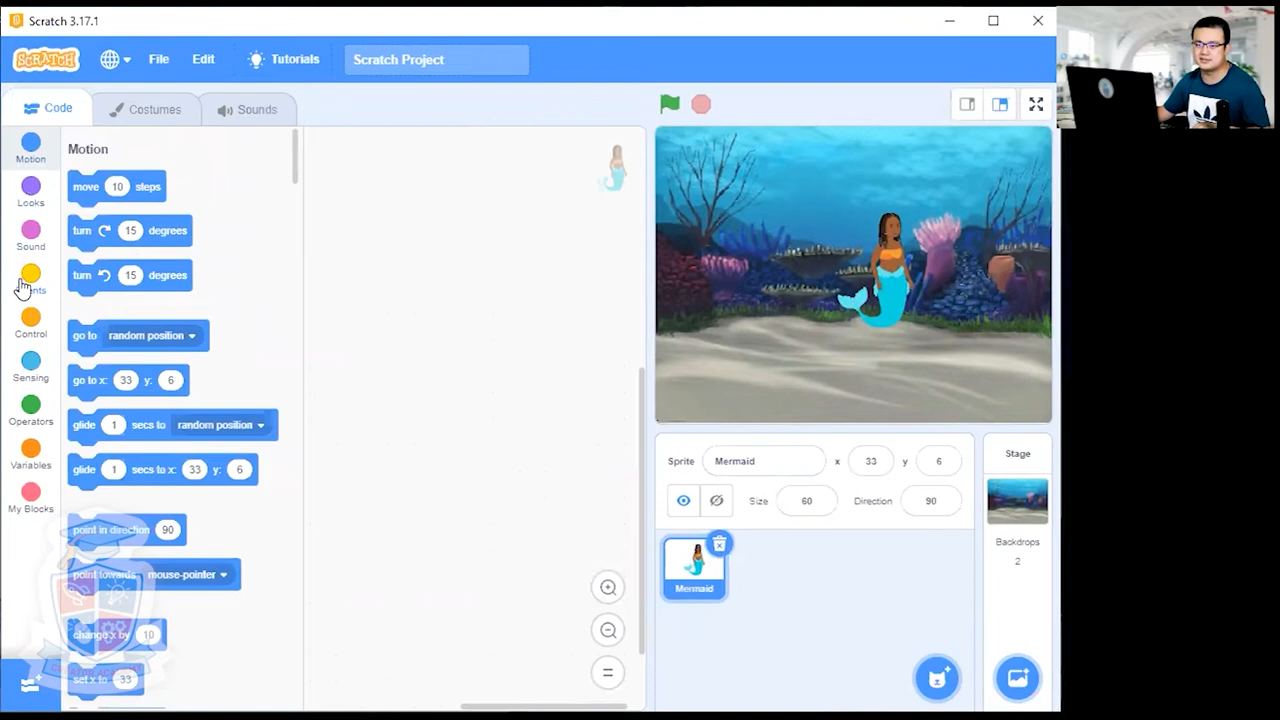 Scratch 3.17.1
SCRATCH
File
Edit
Tutorials
Scratch Project
Code
Costumes
Sounds
Motion
Looks
Sound
Control
Sensing
Operators
Variables
My Blocks
Motion
move 10 steps
turn 15 degrees
turn 15 degrees
go to random position
go to x: 33 y: 6
glide 1 secs to random position
glide 1 secs to x: 33 y: 6
point in direction 90
point towards mouse-pointer
change x by 10
set x to 33
Sprite Mermaid x 33 y 6
Size 60 Direction 90
Mermaid
Stage
Backdrops
2